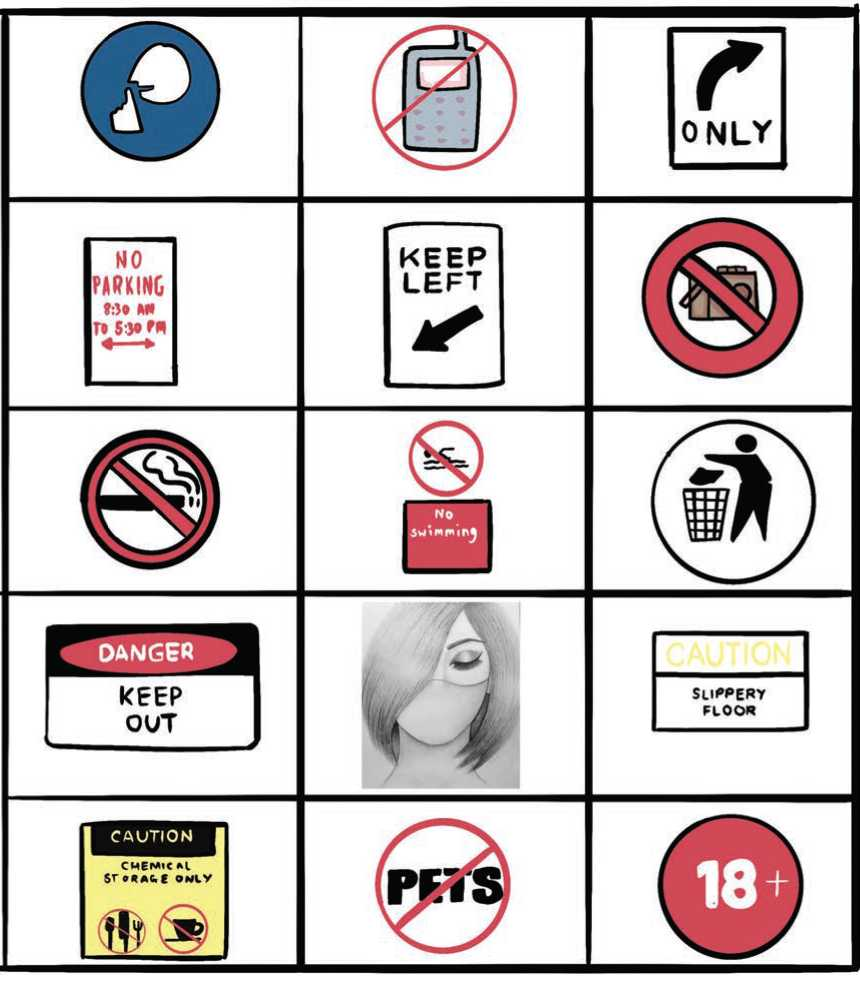 ONLY
NO
PARKING
8:30 AM
TO 5:30 PM
KEEP
LEFT
No
swimming
DANGER
KEEP
OUT
CAUTION
SLIPPERY
FLOOR
CAUTION
CHEMICAL
STORAGE ONLY
PETS
18+